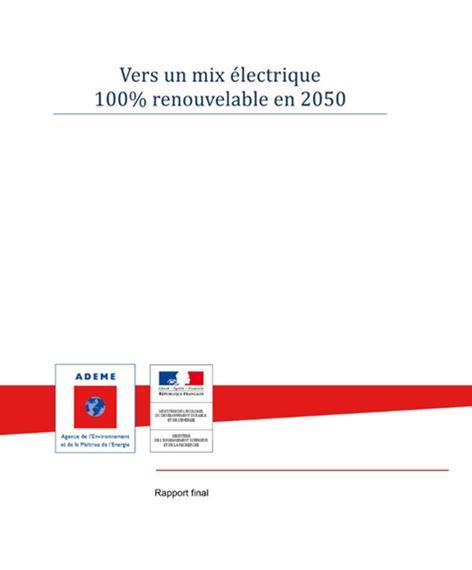 Vers un mix électrique
100% renouvelable en 2050
ADEME
Agence de l'Environnement
et de la Maîtrise de l'Energie
Liberté • Égalité • Fraternité
RÉPUBLIQUE FRANÇAISE
MINISTÈRE DE L'ÉCOLOGIE,
DU DÉVELOPPEMENT DURABLE
ET DE L'ÉNERGIE
MINISTÈRE
DE L'ENSEIGNEMENT SUPÉRIEUR
ET DE LA RECHERCHE
Rapport final